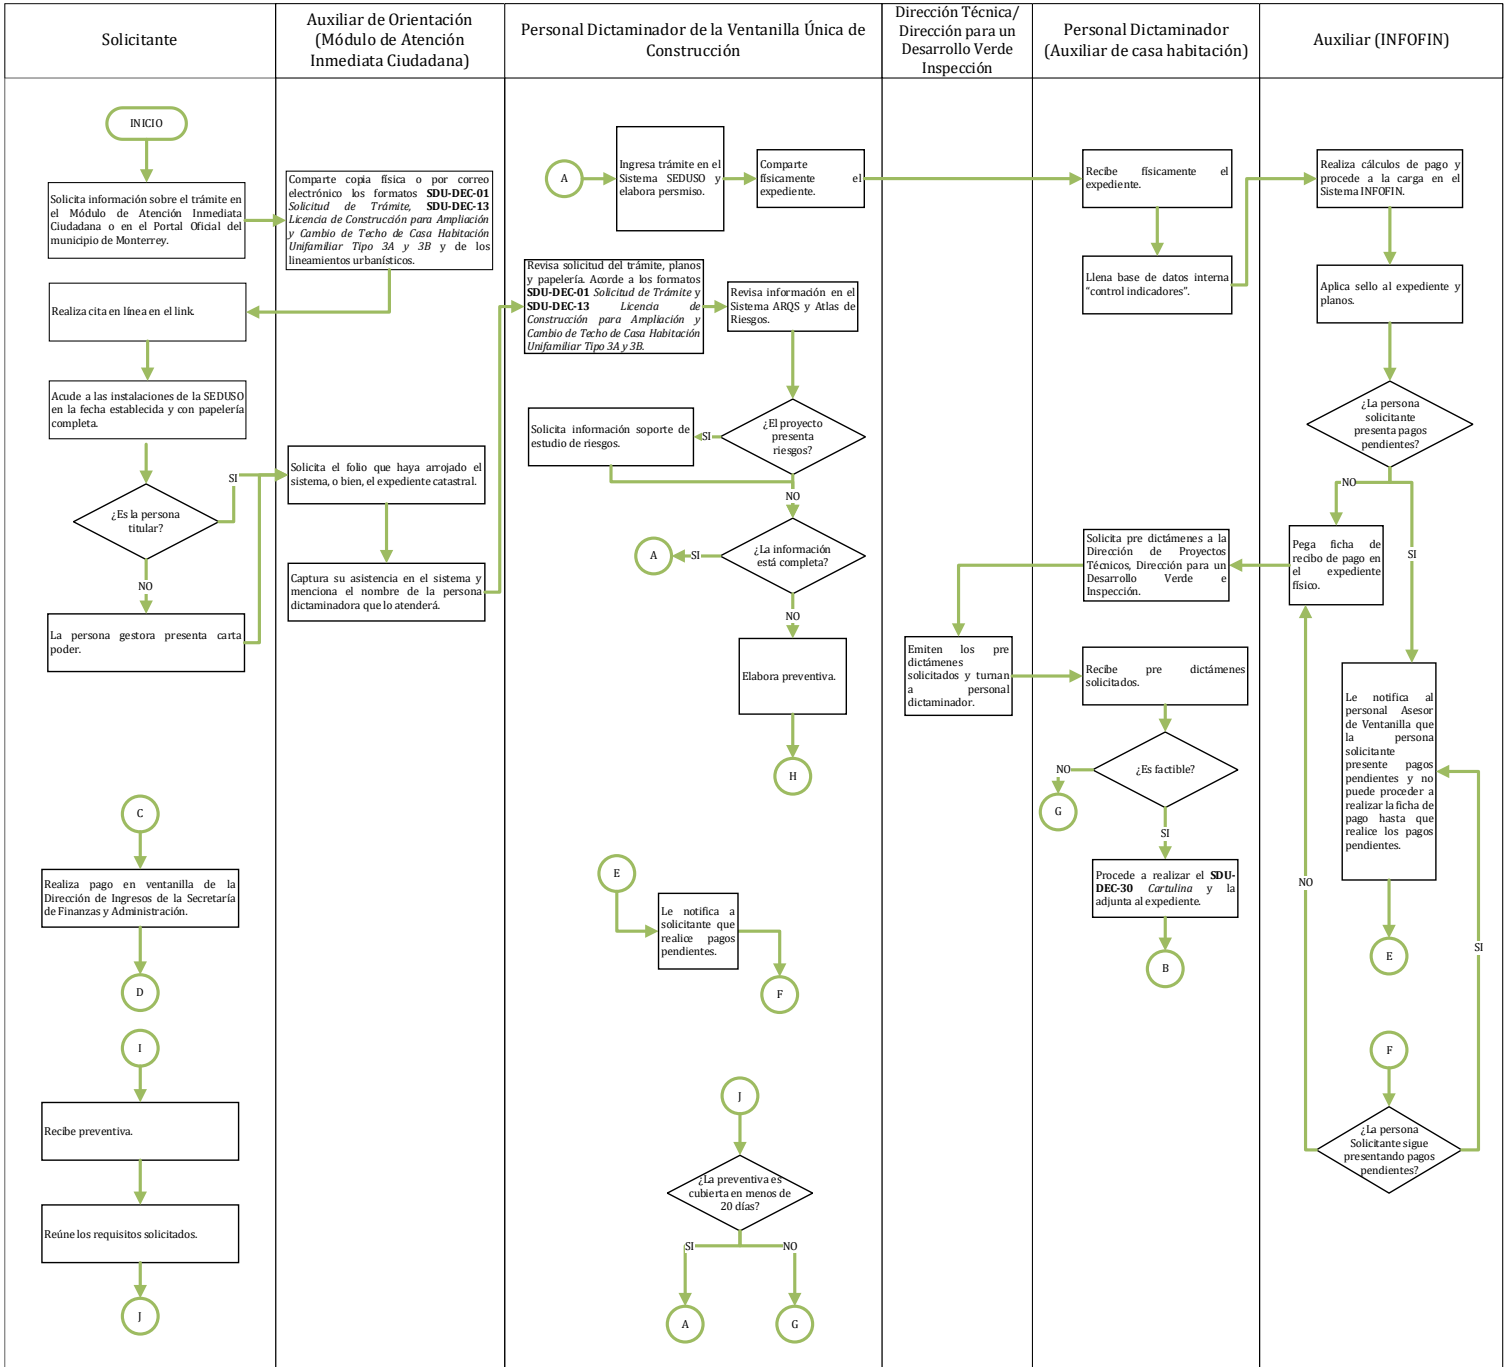 Solicitante
Auxiliar de Orientación
(Módulo de Atención
Inmediata Ciudadana)
Personal Dictaminador de la Ventanilla Única de
Construcción
Dirección Técnica/
Dirección para un
Desarrollo Verde
Inspección
Personal Dictaminador
(Auxiliar de casa habitación)
Auxiliar (INFOFIN)
INICIO
Solicita información sobre el trámite en
el Módulo de Atención Inmediata
Ciudadana o en el Portal Oficial del
municipio de Monterrey.
Realiza cita en línea en el link.
Acude a las instalaciones de la SEDUSO
en la fecha establecida y con papelería
completa.
¿Es la persona
titular?
SI
NO
La persona gestora presenta carta
poder.
C
Realiza pago en ventanilla de la
Dirección de Ingresos de la Secretaría
de Finanzas y Administración.
D
I
Recibe preventiva.
Reúne los requisitos solicitados.
J
Comparte copia física o por correo
electrónico los formatos SDU-DEC-01
Solicitud de Trámite, SDU-DEC-13
Licencia de Construcción para Ampliación
y Cambio de Techo de Casa Habitación
Unifamiliar Tipo 3A y 3B y de los
lineamientos urbanísticos.
Solicita el folio que haya arrojado el
sistema, o bien, el expediente catastral.
Captura su asistencia en el sistema y
menciona el nombre de la persona
dictaminadora que lo atenderá.
A
Ingresa trámite en el
Sistema SEDUSO y
elabora persmiso.
Comparte
físicamente el
expediente.
Revisa solicitud del trámite, planos
y papelería. Acorde a los formatos
SDU-DEC-01 Solicitud de Trámite y
SDU-DEC-13 Licencia de
Construcción para Ampliación y
Cambio de Techo de Casa Habitación
Unifamiliar Tipo 3A y 3B.
Revisa información en el
Sistema ARQS y Atlas de
Riesgos.
¿El proyecto
presenta
riesgos?
SI
Solicita información soporte de
estudio de riesgos.
NO
¿La información
está completa?
SI
A
NO
Elabora preventiva.
H
E
Le notifica a
solicitante que
realice pagos
pendientes.
F
J
¿La preventiva es
cubierta en menos de
20 días?
SI
NO
A
G
Emiten los pre
dictámenes
solicitados y turnan
a personal
dictaminador.
Recibe físicamente el
expediente.
Llena base de datos interna
“control indicadores”.
Solicita pre dictámenes a la
Dirección de Proyectos
Técnicos, Dirección para un
Desarrollo Verde e
Inspección.
Recibe pre dictámenes
solicitados.
¿Es factible?
NO
G
SI
Procede a realizar el SDU-
DEC-30 Cartulina y la
adjunta al expediente.
B
Realiza cálculos de pago y
procede a la carga en el
Sistema INFOFIN.
Aplica sello al expediente y
planos.
¿La persona
solicitante
presenta pagos
pendientes?
NO
SI
Pega ficha de
recibo de pago en
el expediente
físico.
Le notifica al
personal Asesor
de Ventanilla que
la persona
solicitante
presente pagos
pendientes y no
puede proceder a
realizar la ficha de
pago hasta que
realice los pagos
pendientes.
E
F
¿La persona
Solicitante sigue
presentando pagos
pendientes?
NO
SI